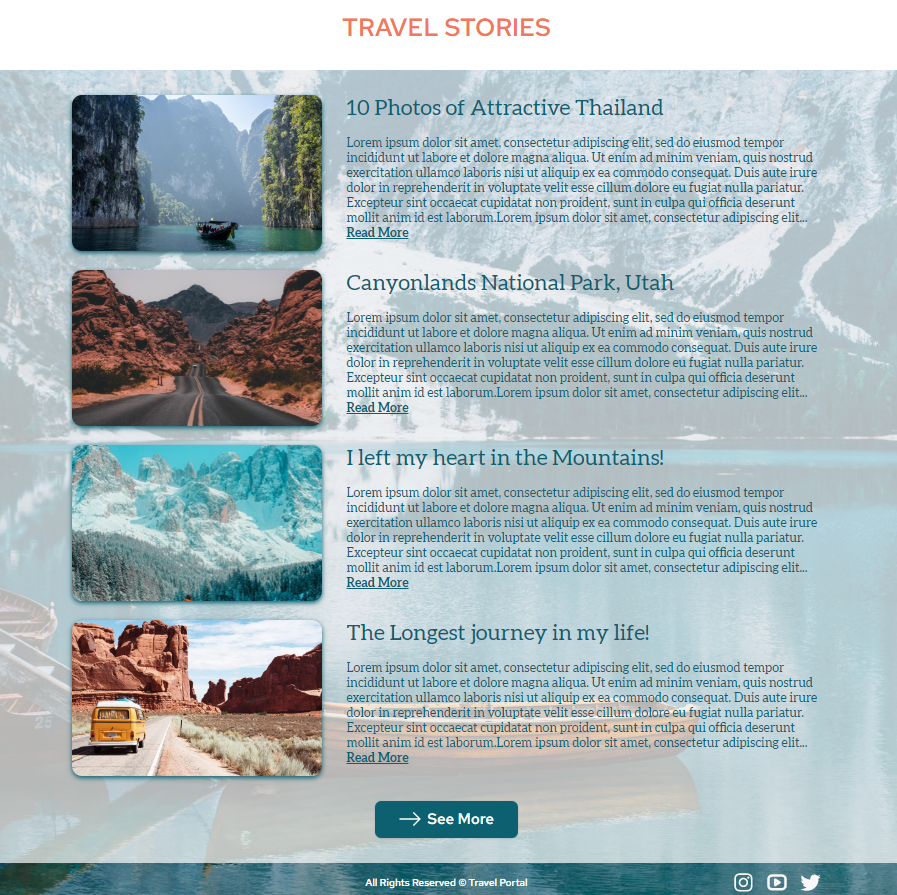 TRAVEL STORIES
10 Photos of Attractive Thailand
Lorem ipsum dolor sit amet, consectetur adipiscing elit, sed do eiusmod tempor
incididunt ut labore et dolore magna aliqua. Ut enim ad minim veniam, quis nostrud
exercitation ullamco laboris nisi ut aliquip ex ea commodo consequat. Duis aute irure
dolor in reprehenderit in voluptate velit esse cillum dolore eu fugiat nulla pariatur.
Excepteur sint occaecat cupidatat non proident, sunt in culpa qui officia deserunt
mollit anim id est laborum.Lorem ipsum dolor sit amet, consectetur adipiscing elit...
Read More
Canyonlands National Park, Utah
Lorem ipsum dolor sit amet, consectetur adipiscing elit, sed do eiusmod tempor
incididunt ut labore et dolore magna aliqua. Ut enim ad minim veniam, quis nostrud
exercitation ullamco laboris nisi ut aliquip ex ea commodo consequat. Duis aute irure
dolor in reprehenderit in voluptate velit esse cillum dolore eu fugiat nulla pariatur.
Excepteur sint occaecat cupidatat non proident, sunt in culpa qui officia deserunt
mollit anim id est laborum.Lorem ipsum dolor sit amet, consectetur adipiscing elit...
Read More
I left my heart in the Mountains!
Lorem ipsum dolor sit amet, consectetur adipiscing elit, sed do eiusmod tempor
incididunt ut labore et dolore magna aliqua. Ut enim ad minim veniam, quis nostrud
exercitation ullamco laboris nisi ut aliquip ex ea commodo consequat. Duis aute irure
dolor in reprehenderit in voluptate velit esse cillum dolore eu fugiat nulla pariatur.
Excepteur sint occaecat cupidatat non proident, sunt in culpa qui officia deserunt
mollit anim id est laborum.Lorem ipsum dolor sit amet, consectetur adipiscing elit...
Read More
The Longest journey in my life!
Lorem ipsum dolor sit amet, consectetur adipiscing elit, sed do eiusmod tempor
incididunt ut labore et dolore magna aliqua. Ut enim ad minim veniam, quis nostrud
exercitation ullamco laboris nisi ut aliquip ex ea commodo consequat. Duis aute irure
dolor in reprehenderit in voluptate velit esse cillum dolore eu fugiat nulla pariatur.
Excepteur sint occaecat cupidatat non proident, sunt in culpa qui officia deserunt
mollit anim id est laborum.Lorem ipsum dolor sit amet, consectetur adipiscing elit...
Read More
See More
All Rights Reserved © Travel Portal